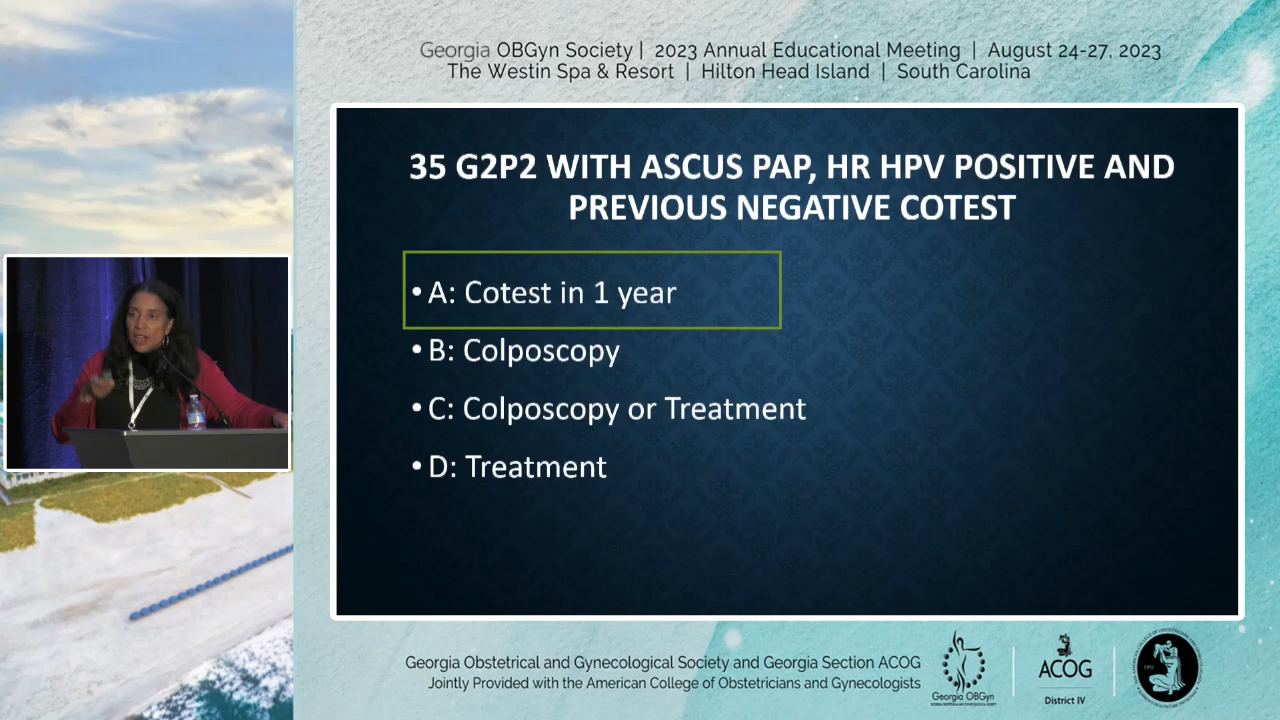 Georgia OBGyn Society | 2023 Annual Educational Meeting | August 24-27, 2023
The Westin Spa & Resort | Hilton Head Island | South Carolina
35 G2P2 WITH ASCUS PAP, HR HPV POSITIVE AND
PREVIOUS NEGATIVE COTEST
• A: Cotest in 1 year
• B: Colposcopy
• C: Colposcopy or Treatment
• D: Treatment
Georgia Obstetrical and Gynecological Society and Georgia Section ACOG
Jointly Provided with the American College of Obstetricians and Gynecologists
Georgia OBGyn
ACOG
District IV